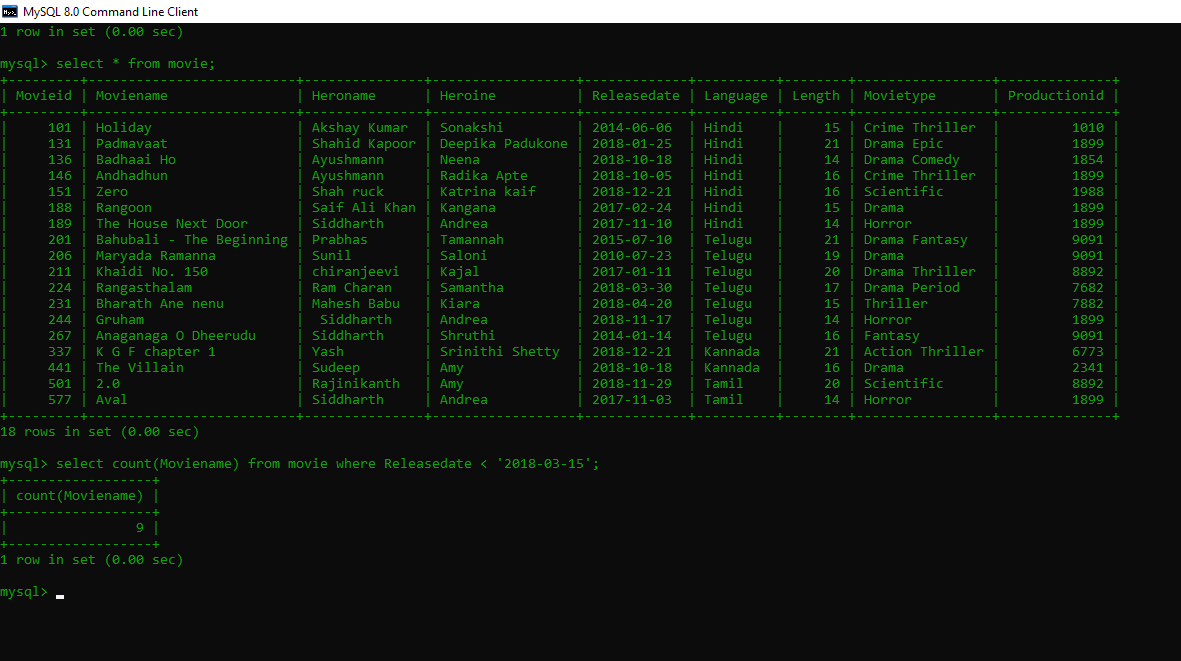 MySQL 8.0 Command Line Client
1 row in set (0.00 sec)
mysql> select * from movie;
+---------+--------------------------+---------------+------------------+-------------+----------+--------+-----------------+--------------+
| Movieid | Moviename                | Heroname      | Heroine          | Releasedate | Language | Length | Movietype       | Productionid |
+---------+--------------------------+---------------+------------------+-------------+----------+--------+-----------------+--------------+
|     101 | Holiday                  | Akshay Kumar  | Sonakshi         | 2014-06-06  | Hindi    |     15 | Crime Thriller  |         1010 |
|     131 | Padmavaat                | Shahid Kapoor | Deepika Padukone | 2018-01-25  | Hindi    |     21 | Drama Epic      |         1899 |
|     136 | Badhaai Ho               | Ayushmann     | Neena            | 2018-10-18  | Hindi    |     14 | Drama Comedy    |         1854 |
|     146 | Andhadhun                | Ayushmann     | Radika Apte      | 2018-10-05  | Hindi    |     16 | Crime Thriller  |         1899 |
|     151 | Zero                     | Shah ruck     | Katrina kaif     | 2018-12-21  | Hindi    |     16 | Scientific      |         1988 |
|     188 | Rangoon                  | Saif Ali Khan | Kangana          | 2017-02-24  | Hindi    |     15 | Drama           |         1899 |
|     189 | The House Next Door      | Siddharth     | Andrea           | 2017-11-10  | Hindi    |     14 | Horror          |         1899 |
|     201 | Bahubali - The Beginning | Prabhas       | Tamannah         | 2015-07-10  | Telugu   |     21 | Drama Fantasy   |         9091 |
|     206 | Maryada Ramanna          | Sunil         | Saloni           | 2010-07-23  | Telugu   |     19 | Drama           |         9091 |
|     211 | Khaidi No. 150           | chiranjeevi   | Kajal            | 2017-01-11  | Telugu   |     20 | Drama Thriller  |         8892 |
|     224 | Rangasthalam             | Ram Charan    | Samantha         | 2018-03-30  | Telugu   |     17 | Drama Period    |         7682 |
|     231 | Bharath Ane nenu         | Mahesh Babu   | Kiara            | 2018-04-20  | Telugu   |     15 | Thriller        |         7882 |
|     244 | Gruham                   |  Siddharth    | Andrea           | 2018-11-17  | Telugu   |     14 | Horror          |         1899 |
|     267 | Anaganaga O Dheerudu     | Siddharth     | Shruthi          | 2014-01-14  | Telugu   |     16 | Fantasy         |         9091 |
|     337 | K G F chapter 1          | Yash          | Srinithi Shetty  | 2018-12-21  | Kannada  |     21 | Action Thriller |         6773 |
|     441 | The Villain              | Sudeep        | Amy              | 2018-10-18  | Kannada  |     16 | Drama           |         2341 |
|     501 | 2.0                      | Rajinikanth   | Amy              | 2018-11-29  | Tamil    |     20 | Scientific      |         8892 |
|     577 | Aval                     | Siddharth     | Andrea           | 2017-11-03  | Tamil    |     14 | Horror          |         1899 |
+---------+--------------------------+---------------+------------------+-------------+----------+--------+-----------------+--------------+
18 rows in set (0.00 sec)
mysql> select count(Moviename) from movie where Releasedate < '2018-03-15';
+------------------+
| count(Moviename) |
+------------------+
|                9 |
+------------------+
1 row in set (0.00 sec)
mysql>